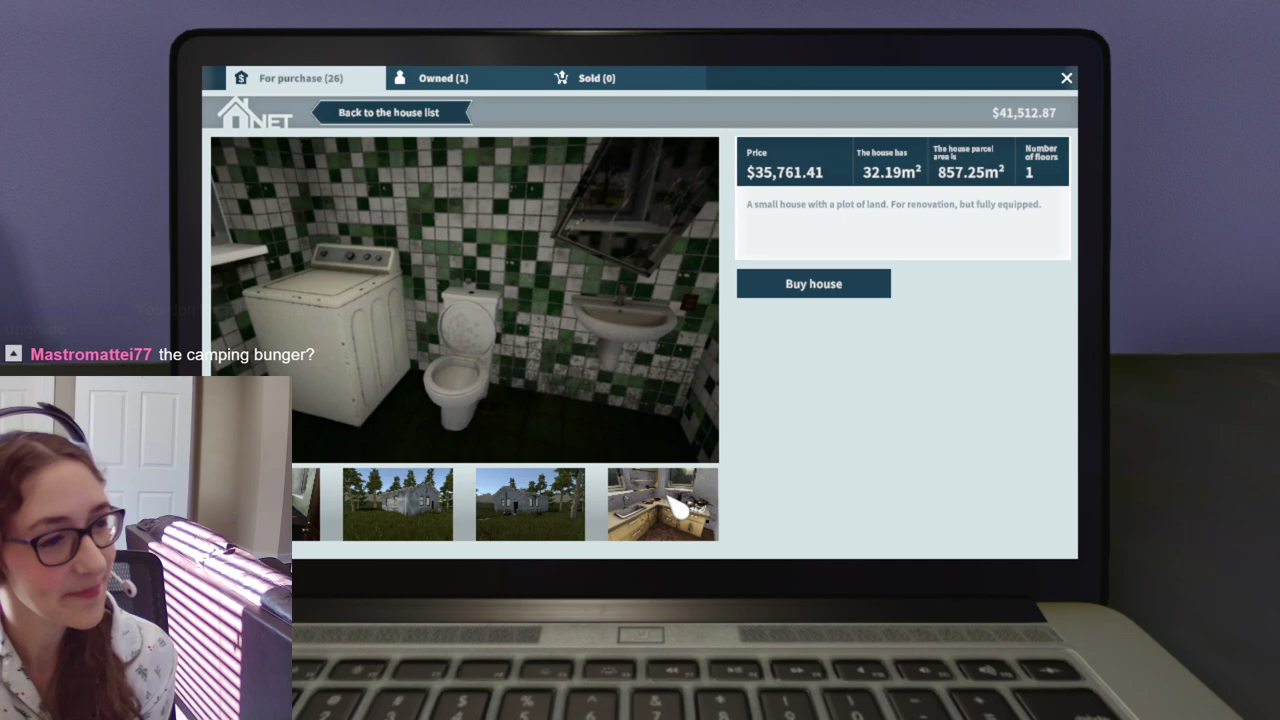 For purchase (26)
Owned (1)
Sold (0)
NET
Back to the house list
$41,512.87
Price
$35,761.41
The house has
32.19m²
The house parcel
area is
857.25m²
Number
of floors
1
A small house with a plot of land. For renovation, but fully equipped.
Buy house
Mastromattei77 the camping bunger?